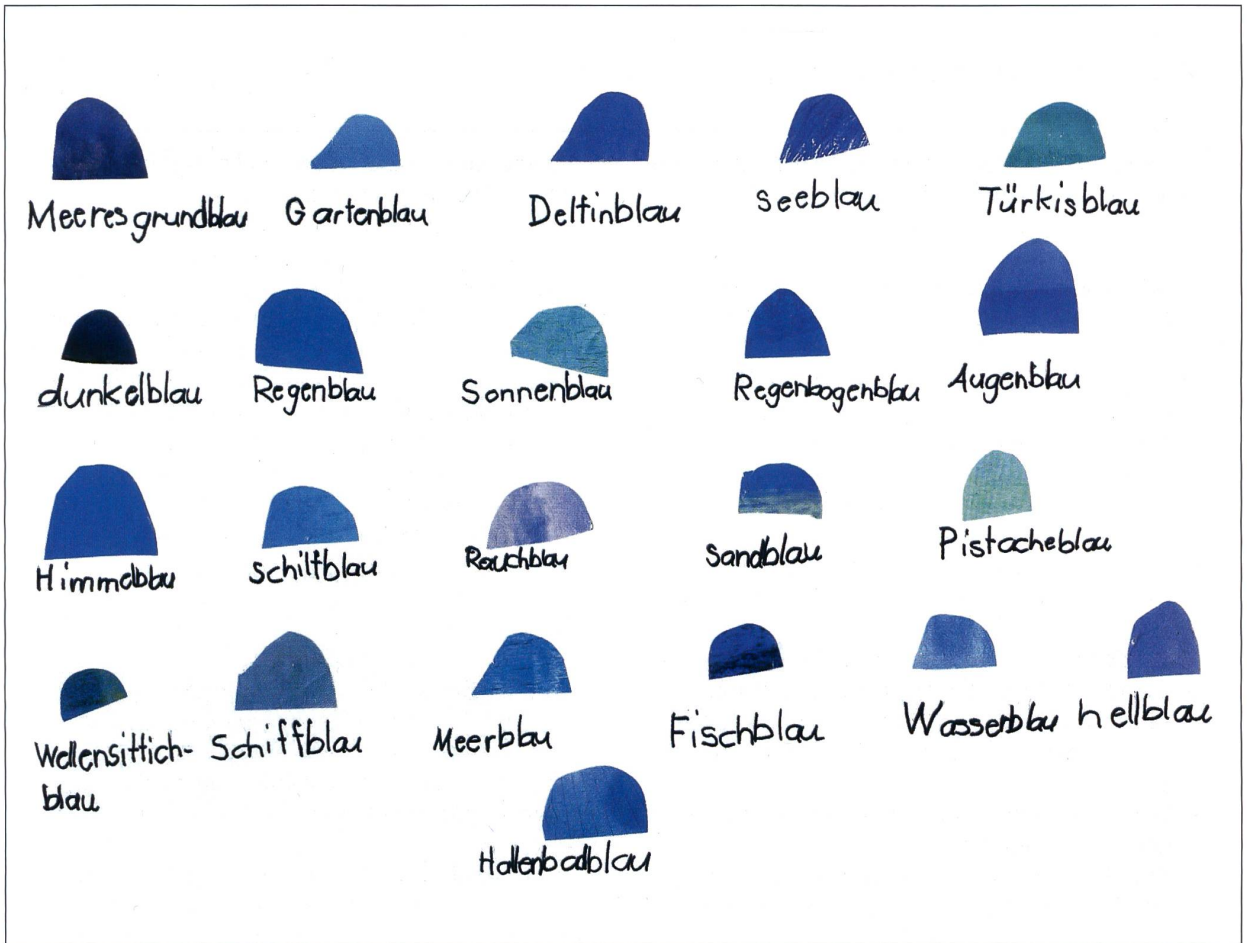 Meeresgrundblau Gartenblau Delfinblau seeblau Türkisblau
dunkelblau Regenblau Sonnenblau Regenbogenblau Augenblau
Himmelblau schilfblau Rauchblau Sandblau Pistacheblau
Wellensittich- Schiffblau Meerblau Fischblau Wasserblau hellblau
blau
Hallenbadblau